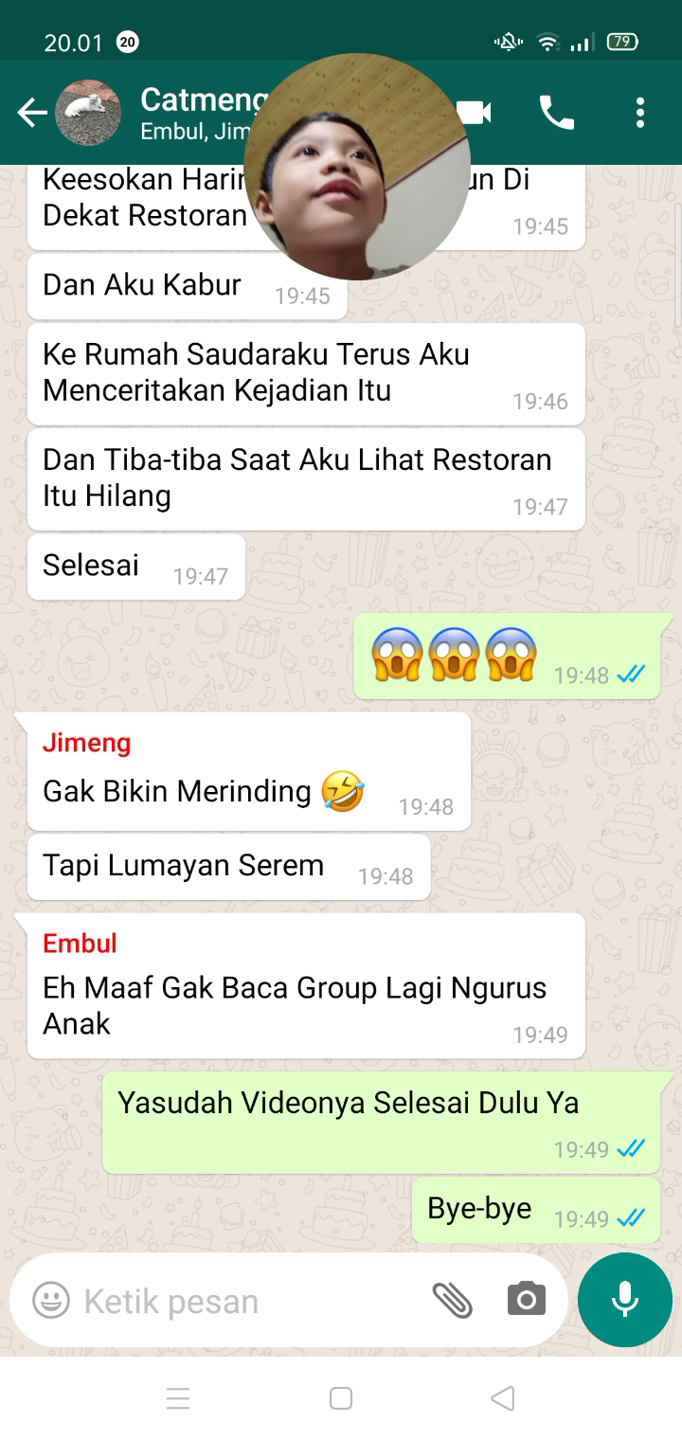 20.01 20 79
Catmeng
Embul, Jim
Keesokan Harin un Di
Dekat Restoran
19:45
Dan Aku Kabur 19:45
Ke Rumah Saudaraku Terus Aku
Menceritakan Kejadian Itu
19:46
Dan Tiba-tiba Saat Aku Lihat Restoran
Itu Hilang
19:47
Selesai 19:47
19:48
Jimeng
Gak Bikin Merinding 19:48
Tapi Lumayan Serem 19:48
Embul
Eh Maaf Gak Baca Group Lagi Ngurus
Anak
19:49
Yasudah Videonya Selesai Dulu Ya
19:49
Bye-bye 19:49
Ketik pesan